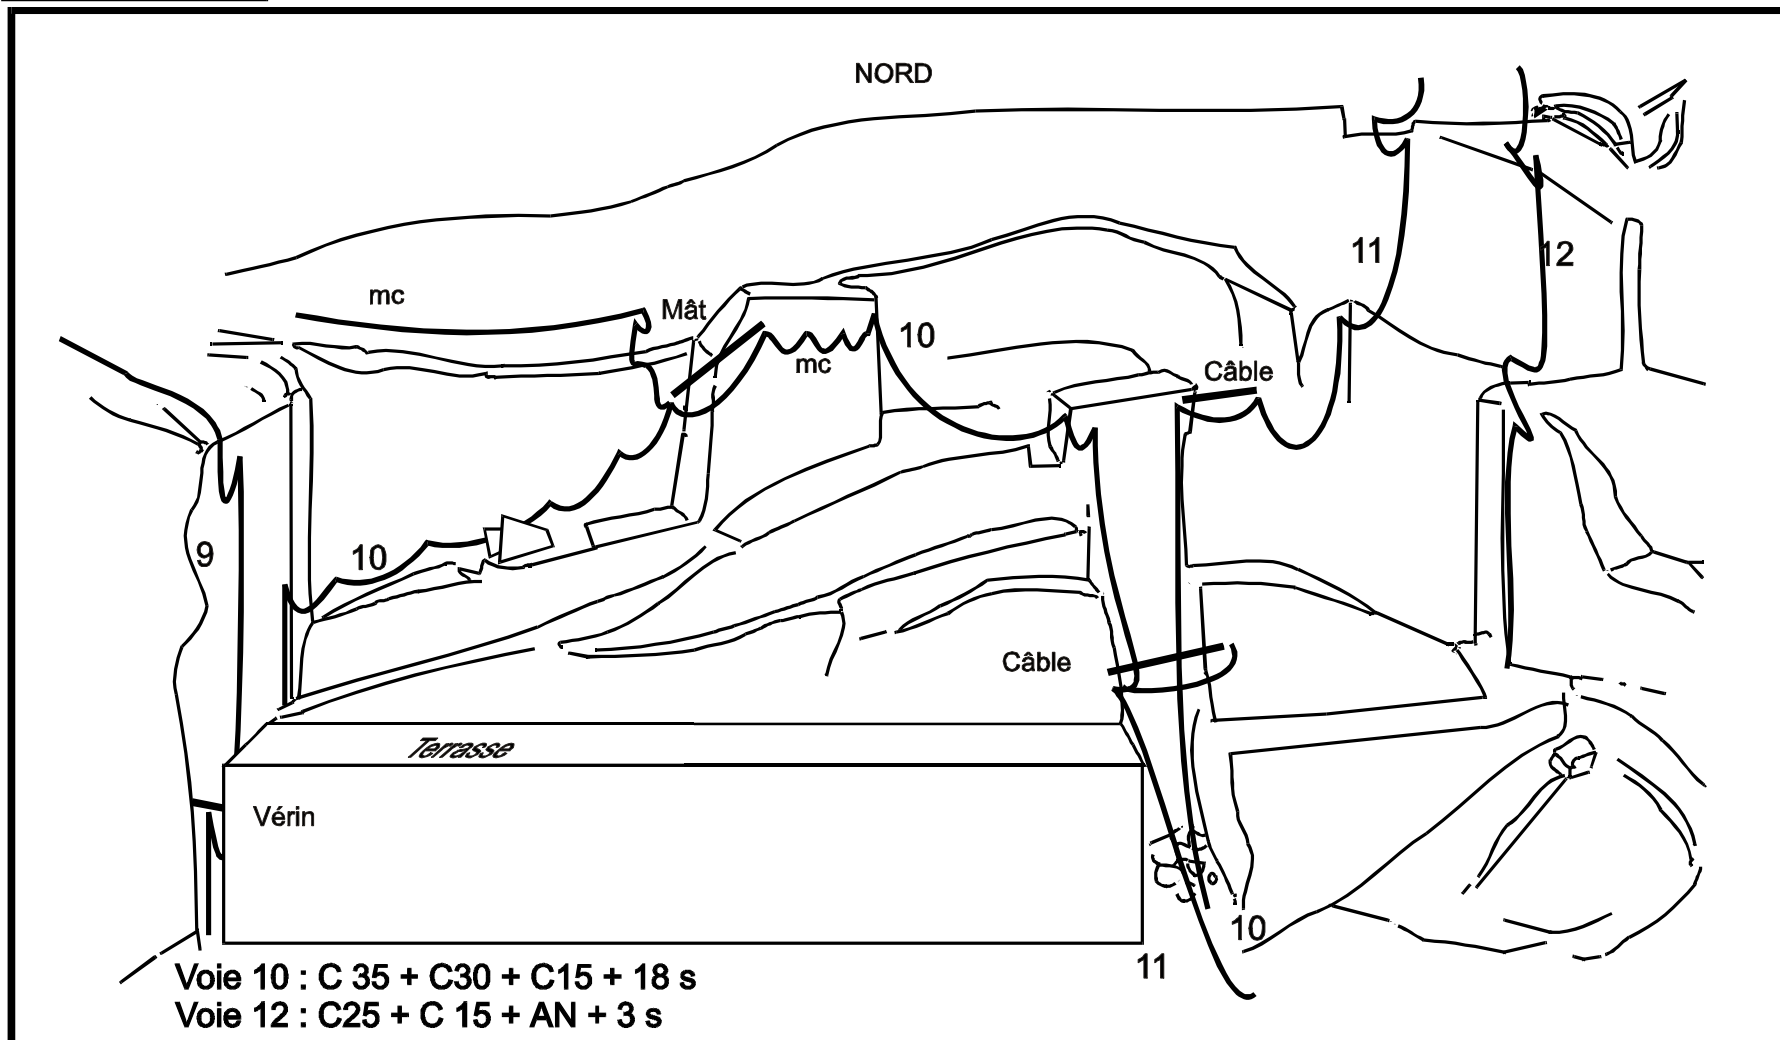 NORD
mc
Mât
11
12
10
mc
Câble
9
10
Câble
Terrasse
Vérin
10
11
Voie 10 : C 35 + C30 + C15 + 18 s
Voie 12 : C25 + C 15 + AN + 3 s